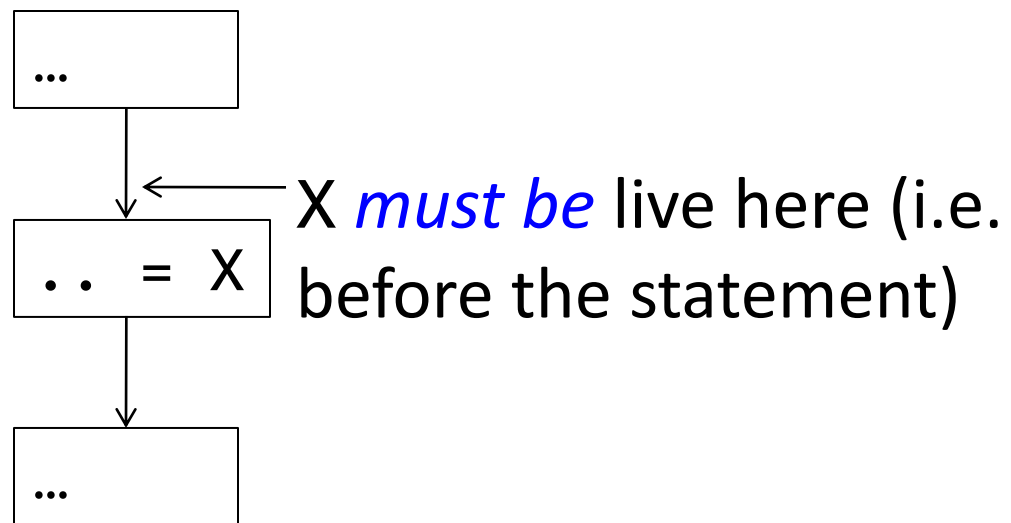 …
X must be live here (i.e.
.. = X
before the statement)
…